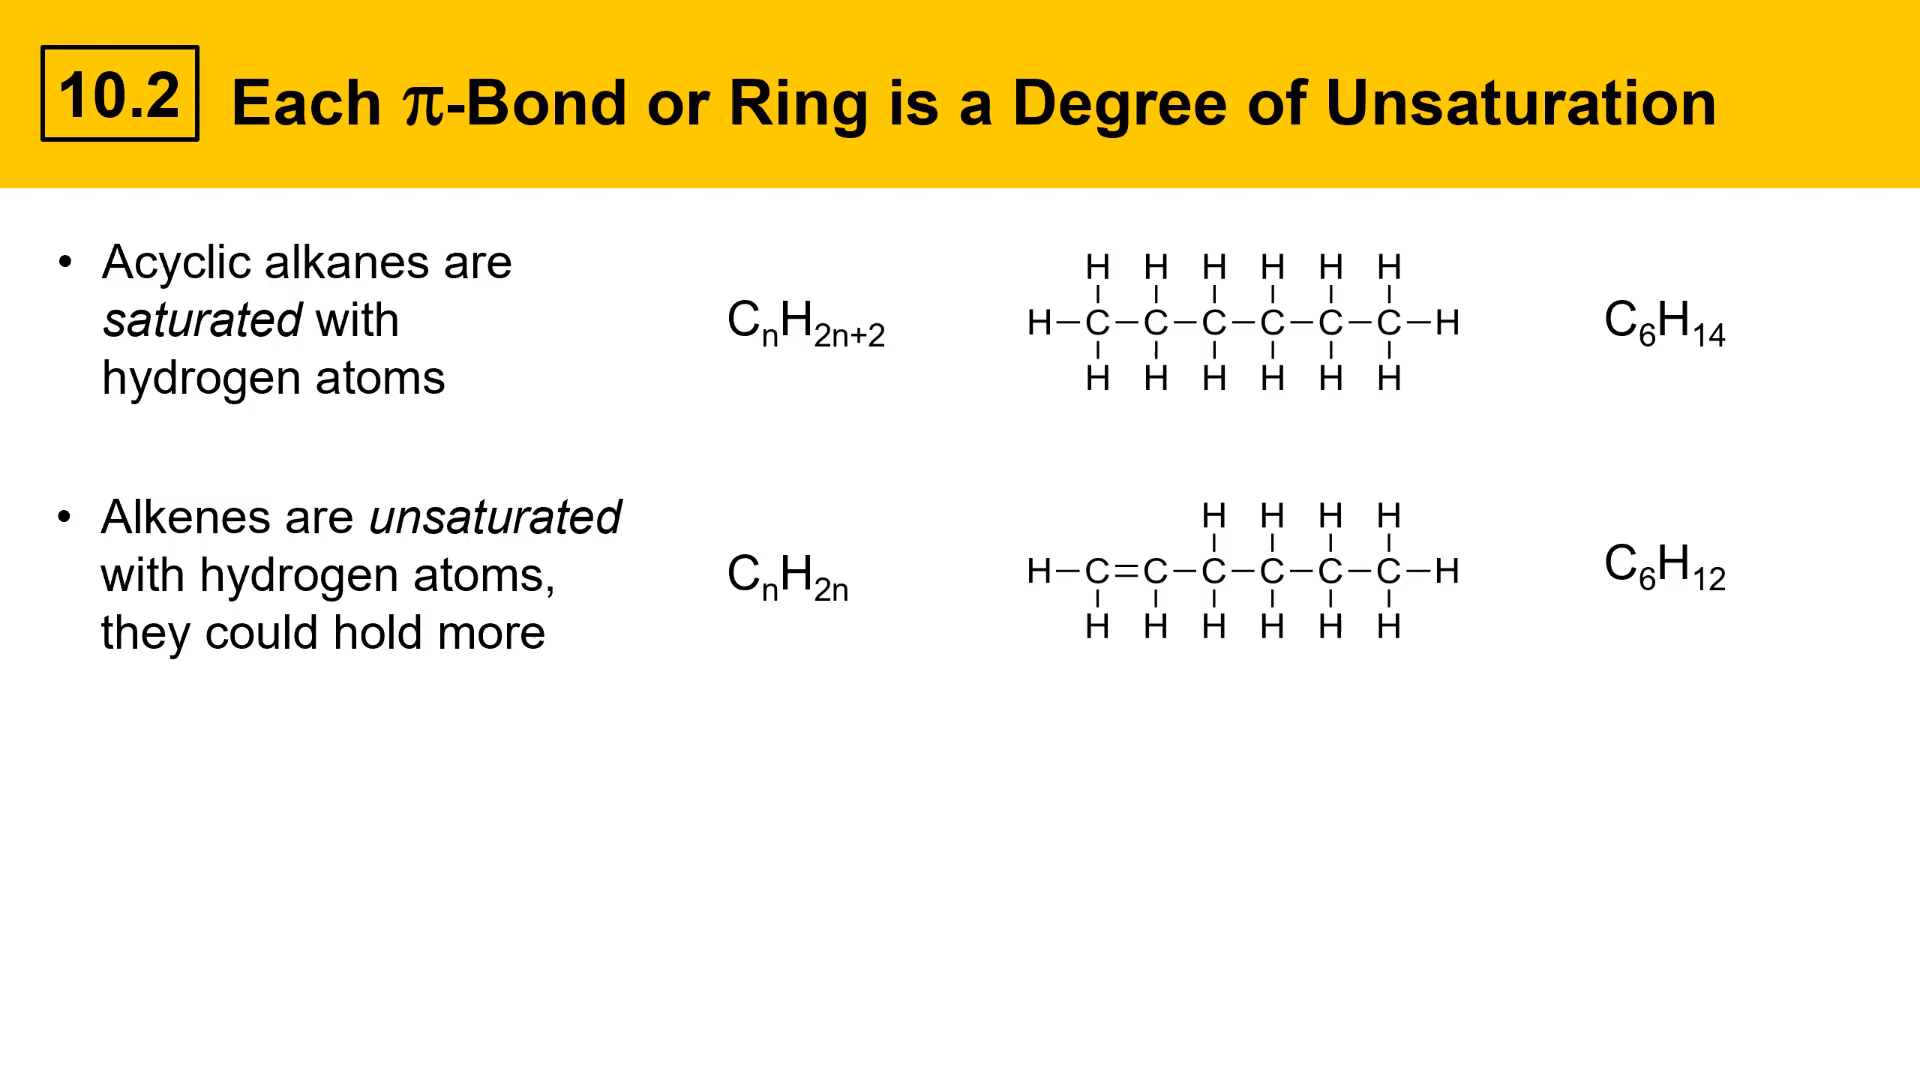 10.2 Each π-Bond or Ring is a Degree of Unsaturation
• Acyclic alkanes are
saturated with
hydrogen atoms
CₙH₂ₙ₊₂
H H H H H H
H–C–C–C–C–C–C–H
H H H H H H
C₆H₁₄
• Alkenes are unsaturated
with hydrogen atoms,
they could hold more
CₙH₂ₙ
H H H H
H–C=C–C–C–C–C–H
H H H H H H
C₆H₁₂